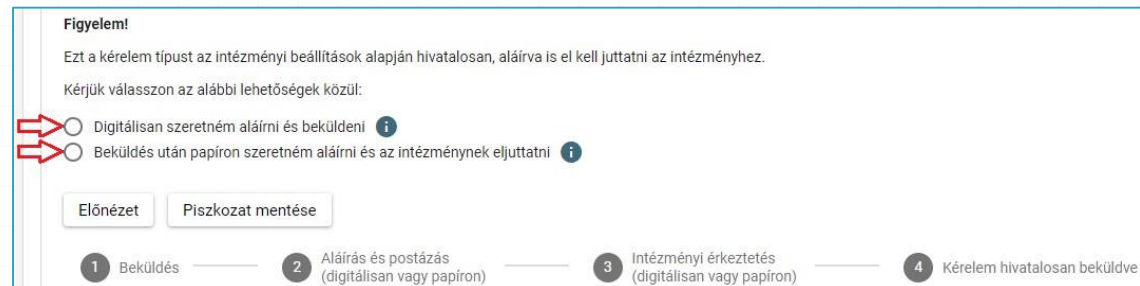 Figyelem!
Ezt a kérelem típust az intézményi beállítások alapján hivatalosan, aláírva is el kell juttatni az intézményhez.
Kérjük válasszon az alábbi lehetőségek közül:
Digitálisan szeretném aláírni és beküldeni i
Beküldés után papíron szeretném aláírni és az intézménynek eljuttatni i
Előnézet Piszkozat mentése
1 Beküldés 2 Aláírás és postázás 3 Intézményi érkeztetés 4 Kérelem hivatalosan beküldve
(digitálisan vagy papíron) (digitálisan vagy papíron)